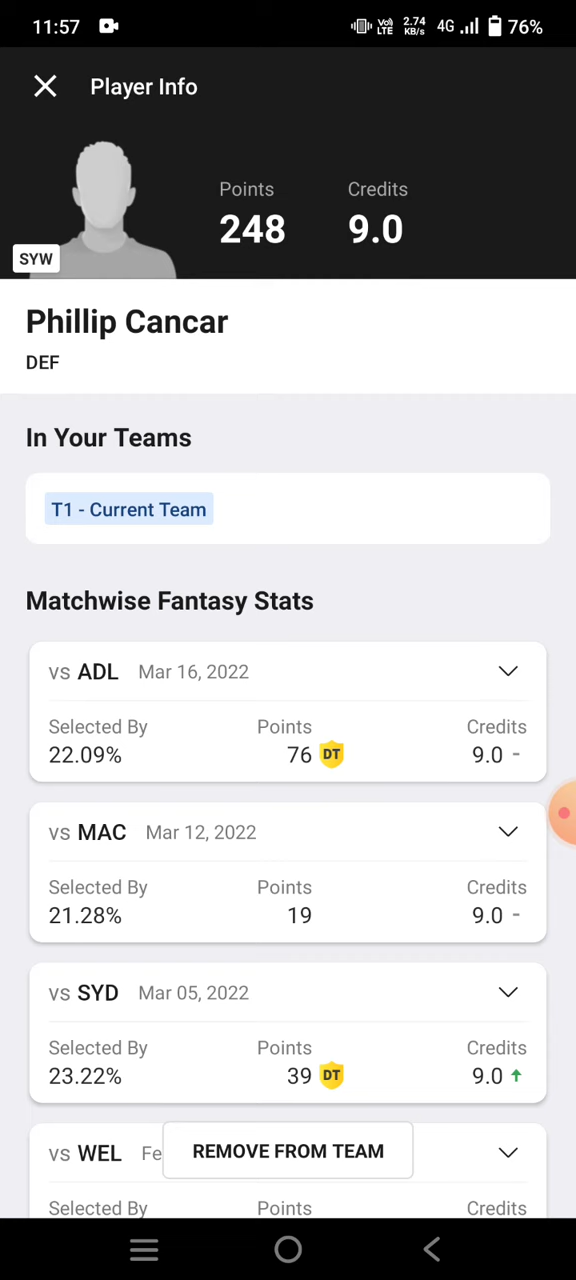 11:57 Vo) LTE 2.74 KB/s 4G 76%
Player Info
Points Credits
248 9.0
SYW
Phillip Cancar
DEF
In Your Teams
T1 - Current Team
Matchwise Fantasy Stats
vs ADL Mar 16, 2022
Selected By Points Credits
22.09% 76 DT 9.0 -
vs MAC Mar 12, 2022
Selected By Points Credits
21.28% 19 9.0 -
vs SYD Mar 05, 2022
Selected By Points Credits
23.22% 39 DT 9.0
vs WEL Fe
REMOVE FROM TEAM
Selected By Points Credits